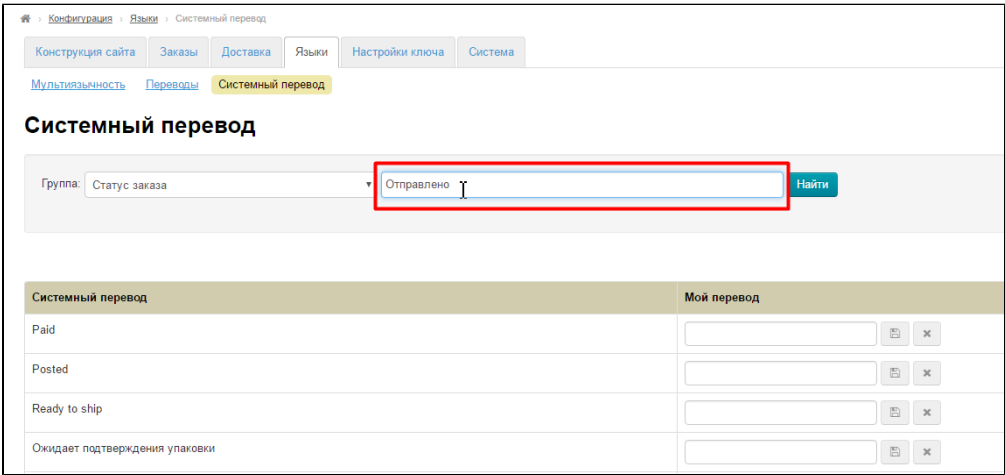 Конфигурация › Языки › Системный перевод
Конструкция сайта Заказы Доставка Языки Настройки ключа Система
Мультиязычность Переводы Системный перевод
Системный перевод
Группа: Статус заказа Отправлено Найти
Системный перевод Мой перевод
Paid
Posted
Ready to ship
Ожидает подтверждения упаковки